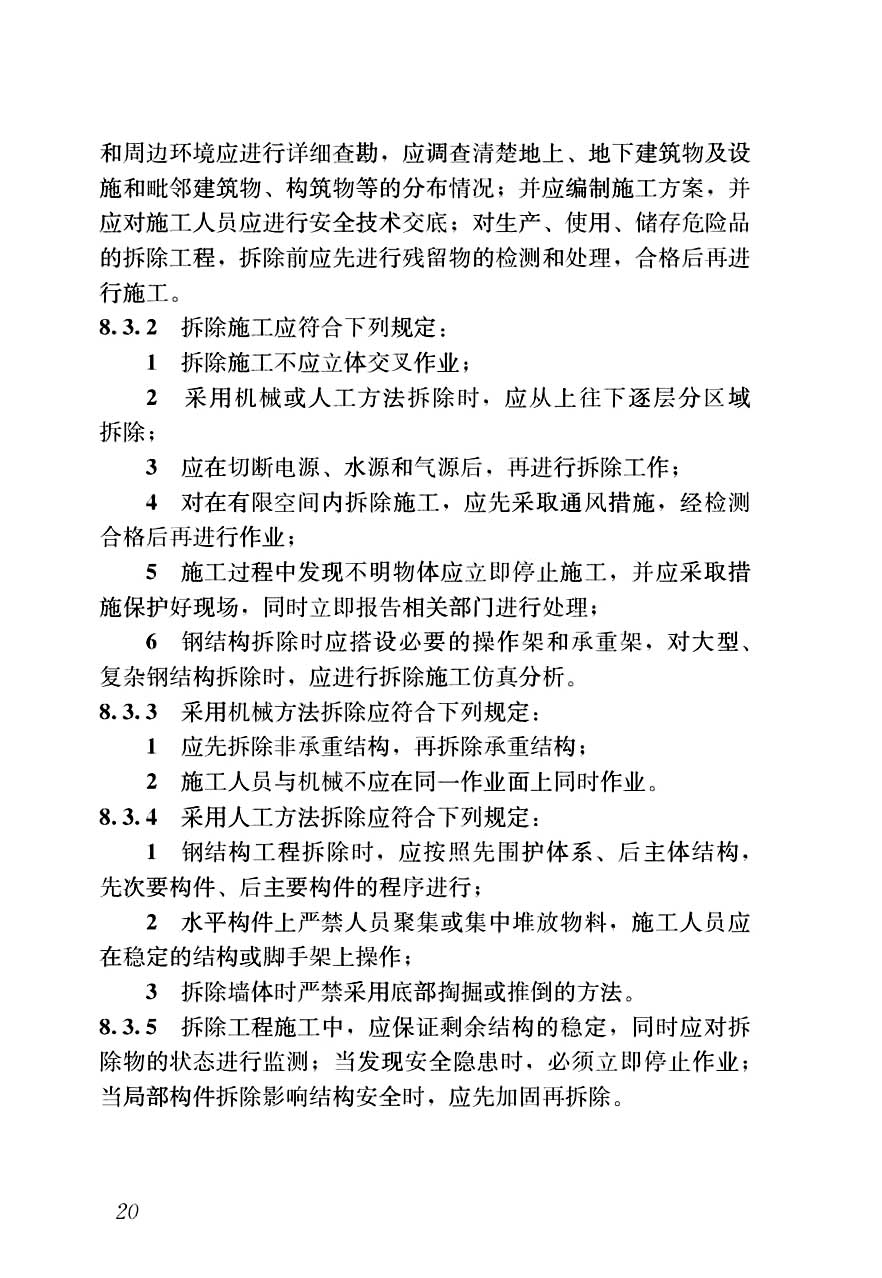 和周边环境应进行详细查勘，应调查清楚地上、地下建筑物及设
施和毗邻建筑物、构筑物等的分布情况；并应编制施工方案，并
应对施工人员应进行安全技术交底；对生产、使用、储存危险品
的拆除工程，拆除前应先进行残留物的检测和处理，合格后再进
行施工。
8.3.2 拆除施工应符合下列规定：
1 拆除施工不应立体交叉作业；
2 采用机械或人工方法拆除时，应从上往下逐层分区域
拆除；
3 应在切断电源、水源和气源后，再进行拆除工作；
4 对在有限空间内拆除施工，应先采取通风措施，经检测
合格后再进行作业；
5 施工过程中发现不明物体应立即停止施工，并应采取措
施保护好现场，同时立即报告相关部门进行处理；
6 钢结构拆除时应搭设必要的操作架和承重架，对大型、
复杂钢结构拆除时，应进行拆除施工仿真分析。
8.3.3 采用机械方法拆除应符合下列规定：
1 应先拆除非承重结构，再拆除承重结构；
2 施工人员与机械不应在同一作业面上同时作业。
8.3.4 采用人工方法拆除应符合下列规定：
1 钢结构工程拆除时，应按照先围护体系、后主体结构，
先次要构件、后主要构件的程序进行；
2 水平构件上严禁人员聚集或集中堆放物料，施工人员应
在稳定的结构或脚手架上操作；
3 拆除墙体时严禁采用底部掏掘或推倒的方法。
8.3.5 拆除工程施工中，应保证剩余结构的稳定，同时应对拆
除物的状态进行监测；当发现安全隐患时，必须立即停止作业；
当局部构件拆除影响结构安全时，应先加固再拆除。
20